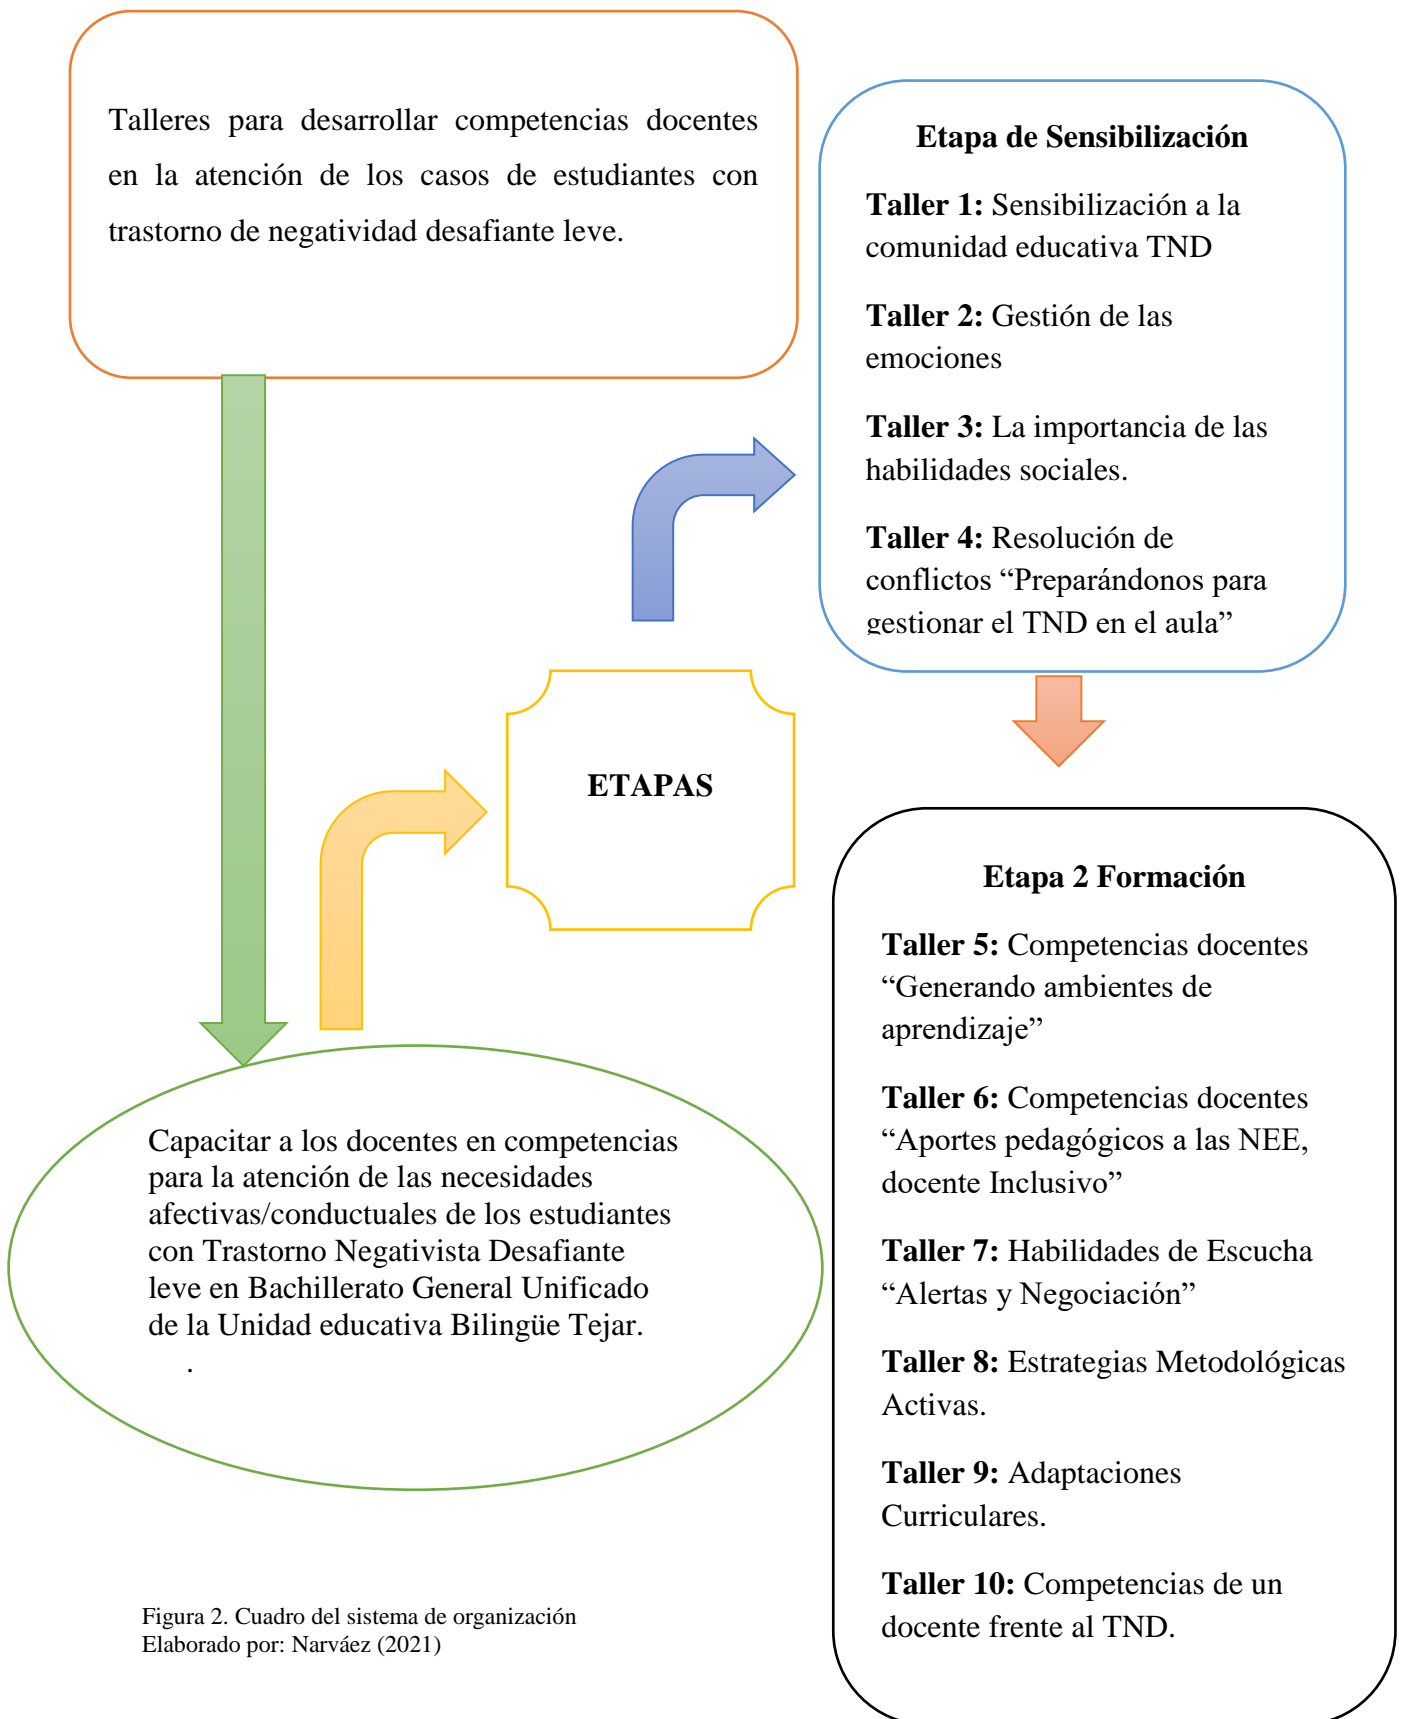 Talleres para desarrollar competencias docentes
en la atención de los casos de estudiantes con
trastorno de negatividad desafiante leve.
Etapa de Sensibilización
Taller 1: Sensibilización a la
comunidad educativa TND
Taller 2: Gestión de las
emociones
Taller 3: La importancia de las
habilidades sociales.
Taller 4: Resolución de
conflictos “Preparándonos para
gestionar el TND en el aula”
ETAPAS
Etapa 2 Formación
Taller 5: Competencias docentes
“Generando ambientes de
aprendizaje”
Taller 6: Competencias docentes
“Aportes pedagógicos a las NEE,
docente Inclusivo”
Taller 7: Habilidades de Escucha
“Alertas y Negociación”
Taller 8: Estrategias Metodológicas
Activas.
Taller 9: Adaptaciones
Curriculares.
Taller 10: Competencias de un
docente frente al TND.
Capacitar a los docentes en competencias
para la atención de las necesidades
afectivas/conductuales de los estudiantes
con Trastorno Negativista Desafiante
leve en Bachillerato General Unificado
de la Unidad educativa Bilingüe Tejar.
.
Figura 2. Cuadro del sistema de organización
Elaborado por: Narváez (2021)